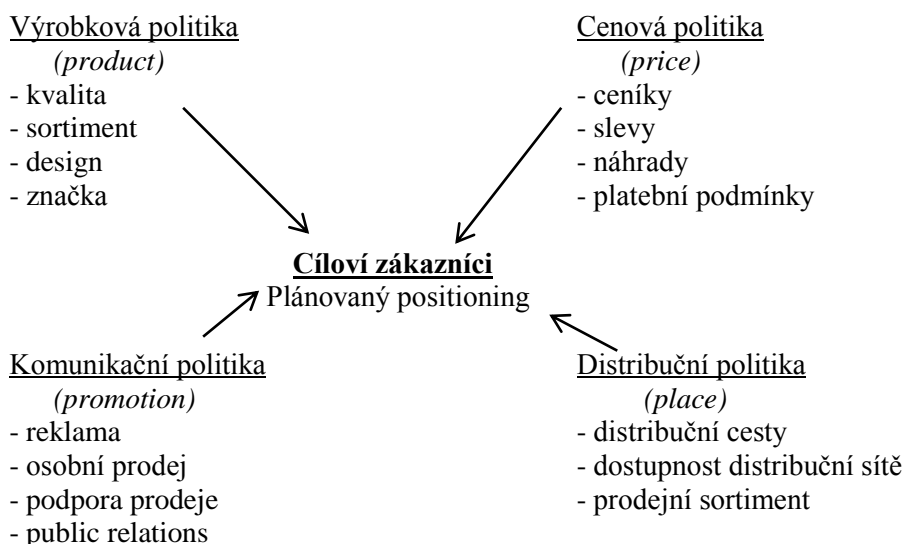 Výrobková politika
(product)
- kvalita
- sortiment
- design
- značka
Cenová politika
(price)
- ceníky
- slevy
- náhrady
- platební podmínky
Cíloví zákazníci
Plánovaný positioning
Komunikační politika
(promotion)
- reklama
- osobní prodej
- podpora prodeje
- public relations
Distribuční politika
(place)
- distribuční cesty
- dostupnost distribuční sítě
- prodejní sortiment